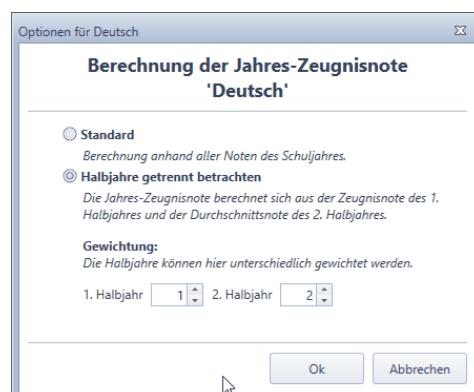 Optionen für Deutsch
Berechnung der Jahres-Zeugnisnote
'Deutsch'
Standard
Berechnung anhand aller Noten des Schuljahres.
Halbjahre getrennt betrachten
Die Jahres-Zeugnisnote berechnet sich aus der Zeugnisnote des 1.
Halbjahres und der Durchschnittsnote des 2. Halbjahres.
Gewichtung:
Die Halbjahre können hier unterschiedlich gewichtet werden.
1. Halbjahr 1 2. Halbjahr 2
Ok Abbrechen